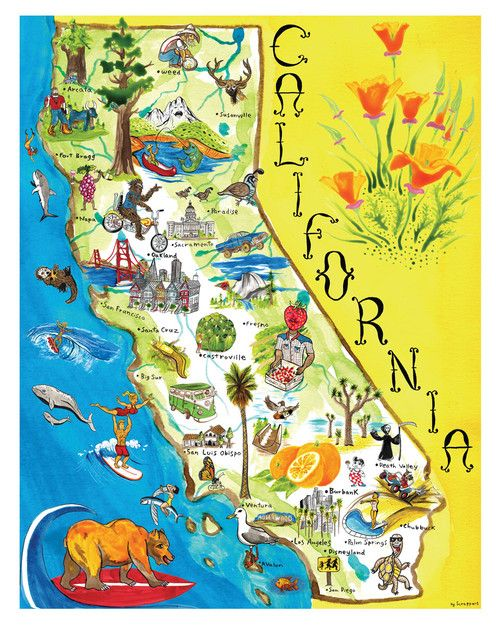 CALIFORNIA
Weed
Arcata
Susanville
Fort Bragg
Napa
Paradise
Sacramento
Oakland
San Francisco
Santa Cruz
Fresno
Castroville
Big Sur
San Luis Obispo
Death Valley
Burbank
Ventura
HOLLYWOOD
Chubbuck
Los Angeles
Palm Springs
Disneyland
Avalon
San Diego